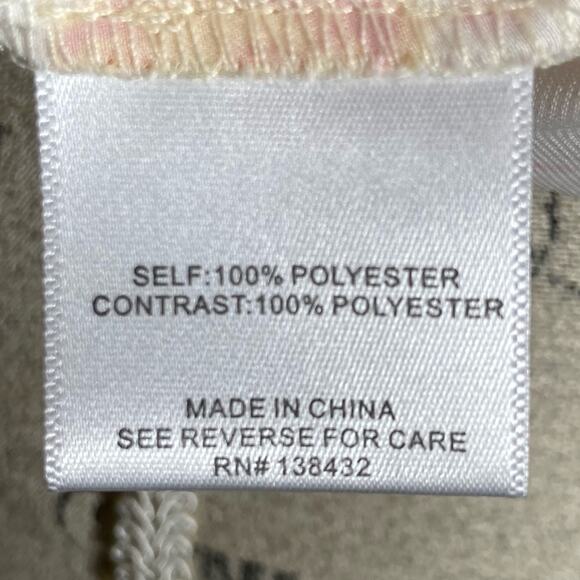 SELF:100% POLYESTER
CONTRAST:100% POLYESTER
MADE IN CHINA
SEE REVERSE FOR CARE
RN# 138432